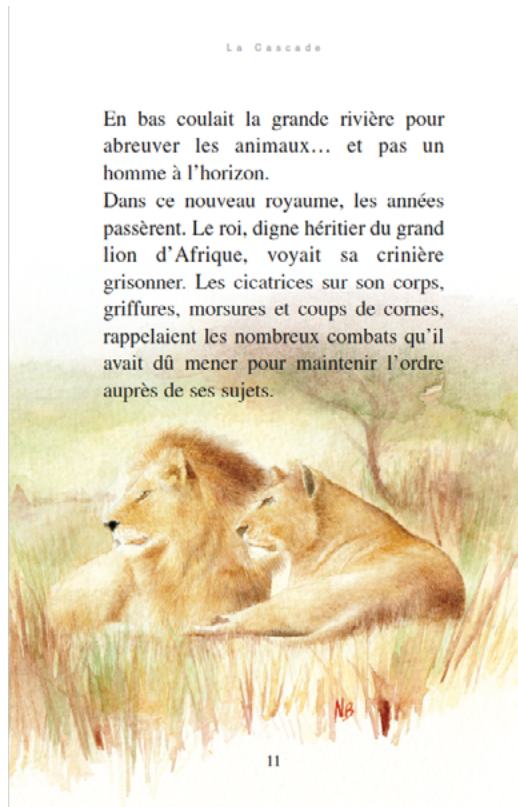 La Cascade
En bas coulait la grande rivière pour
abreuver les animaux… et pas un
homme à l’horizon.
Dans ce nouveau royaume, les années
passèrent. Le roi, digne héritier du grand
lion d’Afrique, voyait sa crinière
grisonner. Les cicatrices sur son corps,
griffures, morsures et coups de cornes,
rappelaient les nombreux combats qu’il
avait dû mener pour maintenir l’ordre
auprès de ses sujets.
NB
11